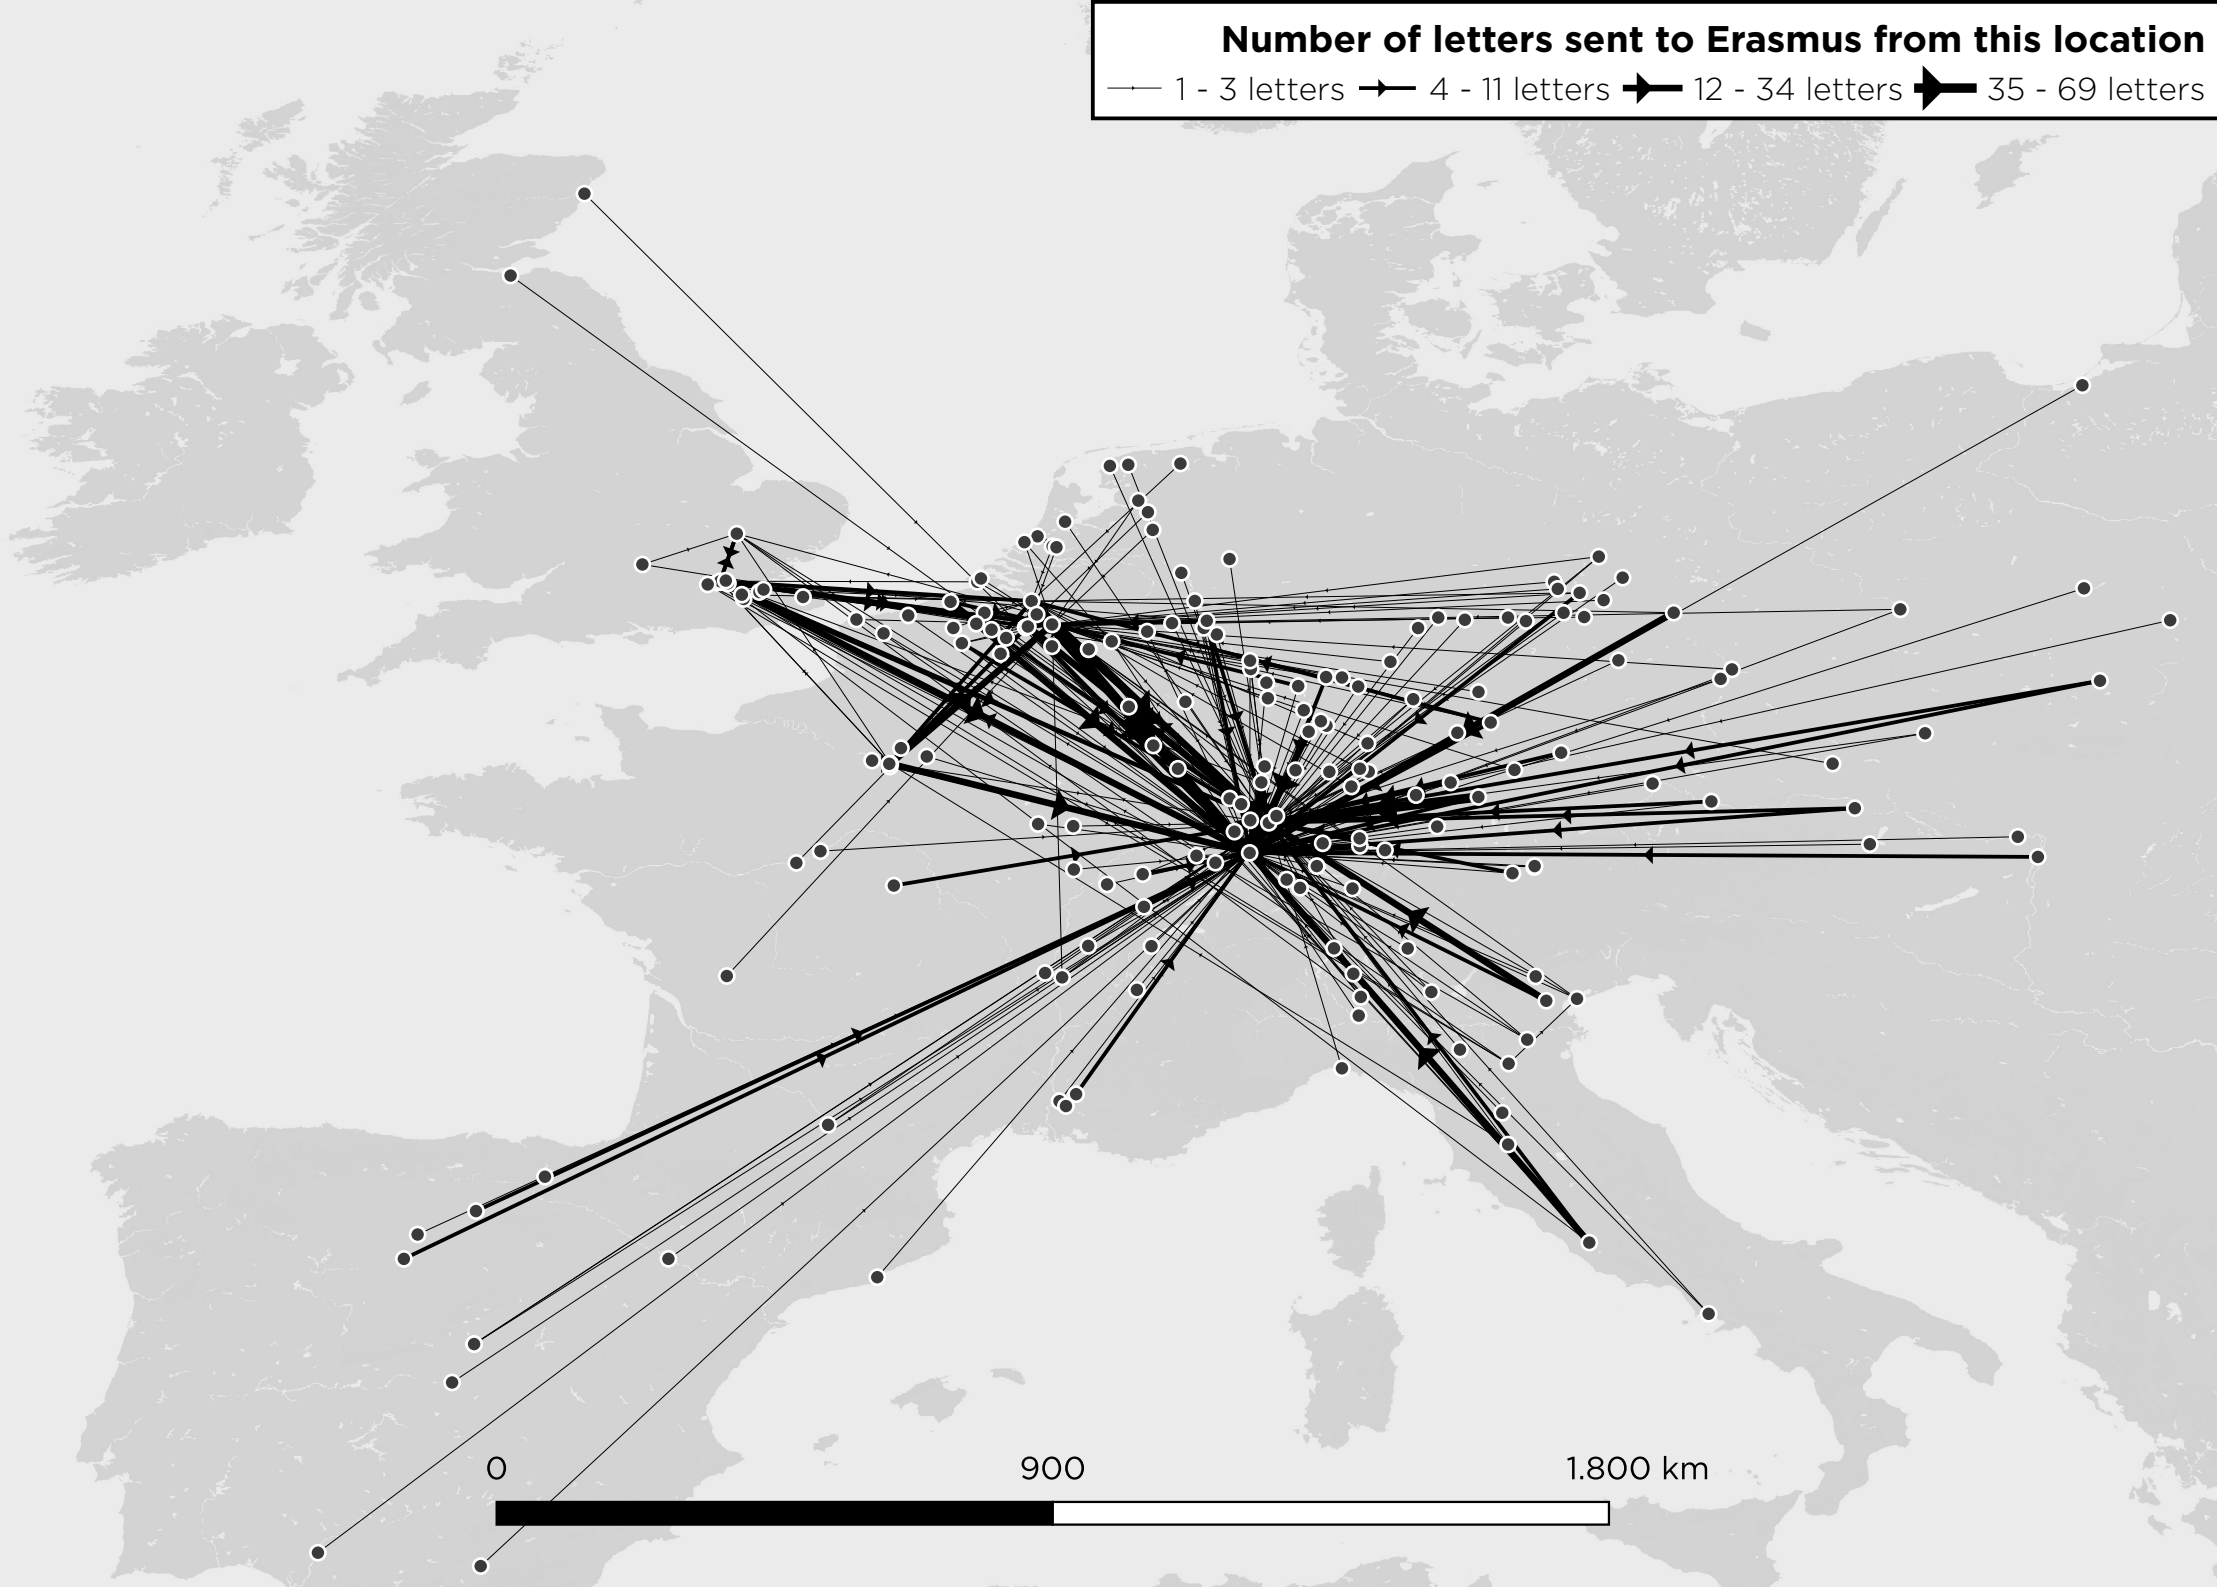 Number of letters sent to Erasmus from this location
1 - 3 letters 4 - 11 letters 12 - 34 letters 35 - 69 letters
0 900 1.800 km